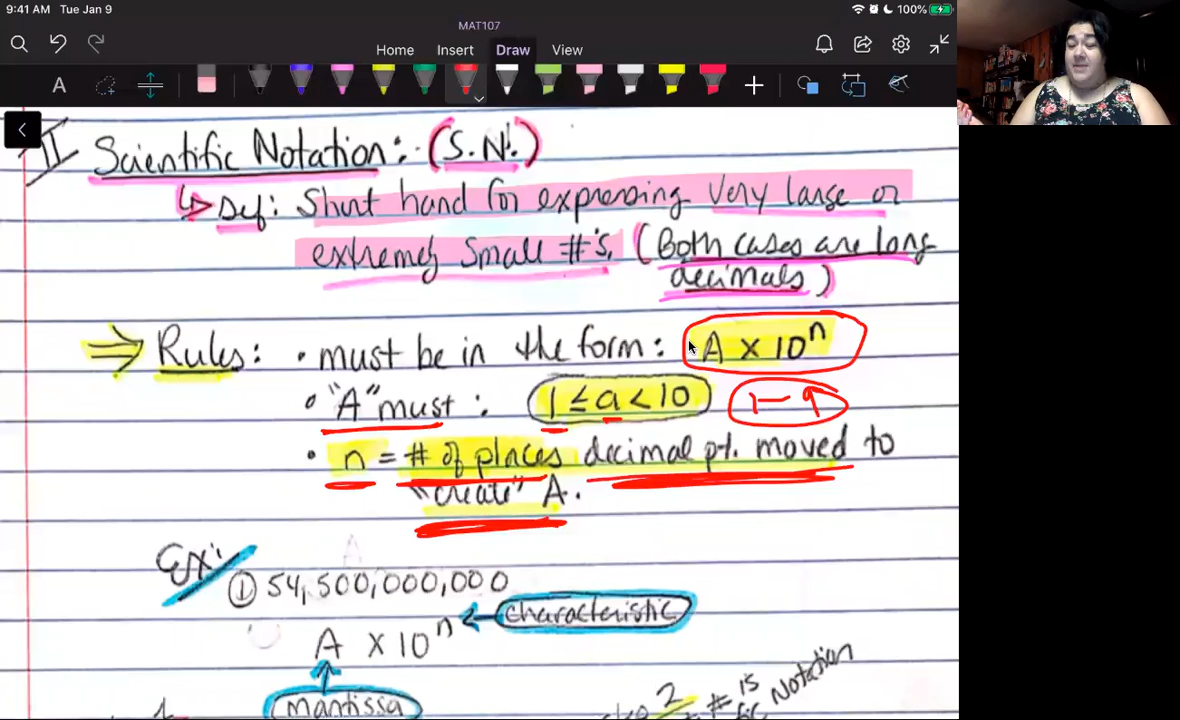 9:41 AM Tue Jan 9
100%
MAT107
Home Insert Draw View
A
II Scientific Notation: (S.N.)
Def: Short hand for expressing very large or
extremely small #'s. (Both cases are long
decimals)
Rules: • must be in the form: A x 10^n
• "A" must: 1 ≤ a < 10 1-9
• n = # of places decimal pt. moved to
"create" A.
Ex:
① 54,500,000,000
A x 10^n characteristic
mantissa
2
# is
Notation